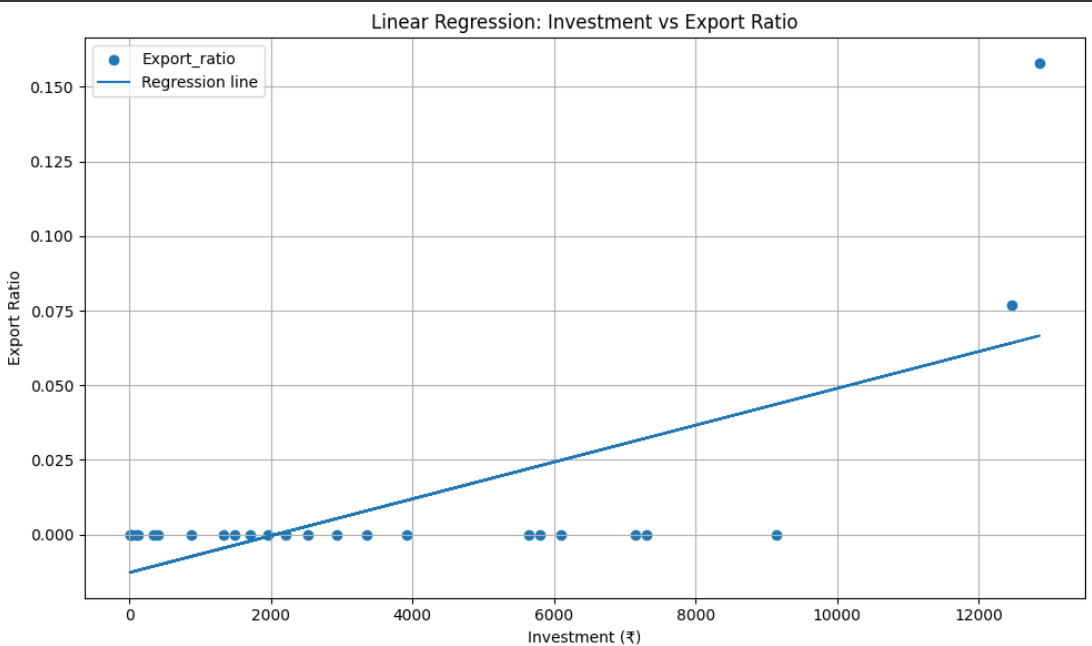 Linear Regression: Investment vs Export Ratio
Export_ratio
Regression line
0.150
0.125
0.100
0.075
0.050
0.025
0.000
Export Ratio
0 2000 4000 6000 8000 10000 12000
Investment (₹)